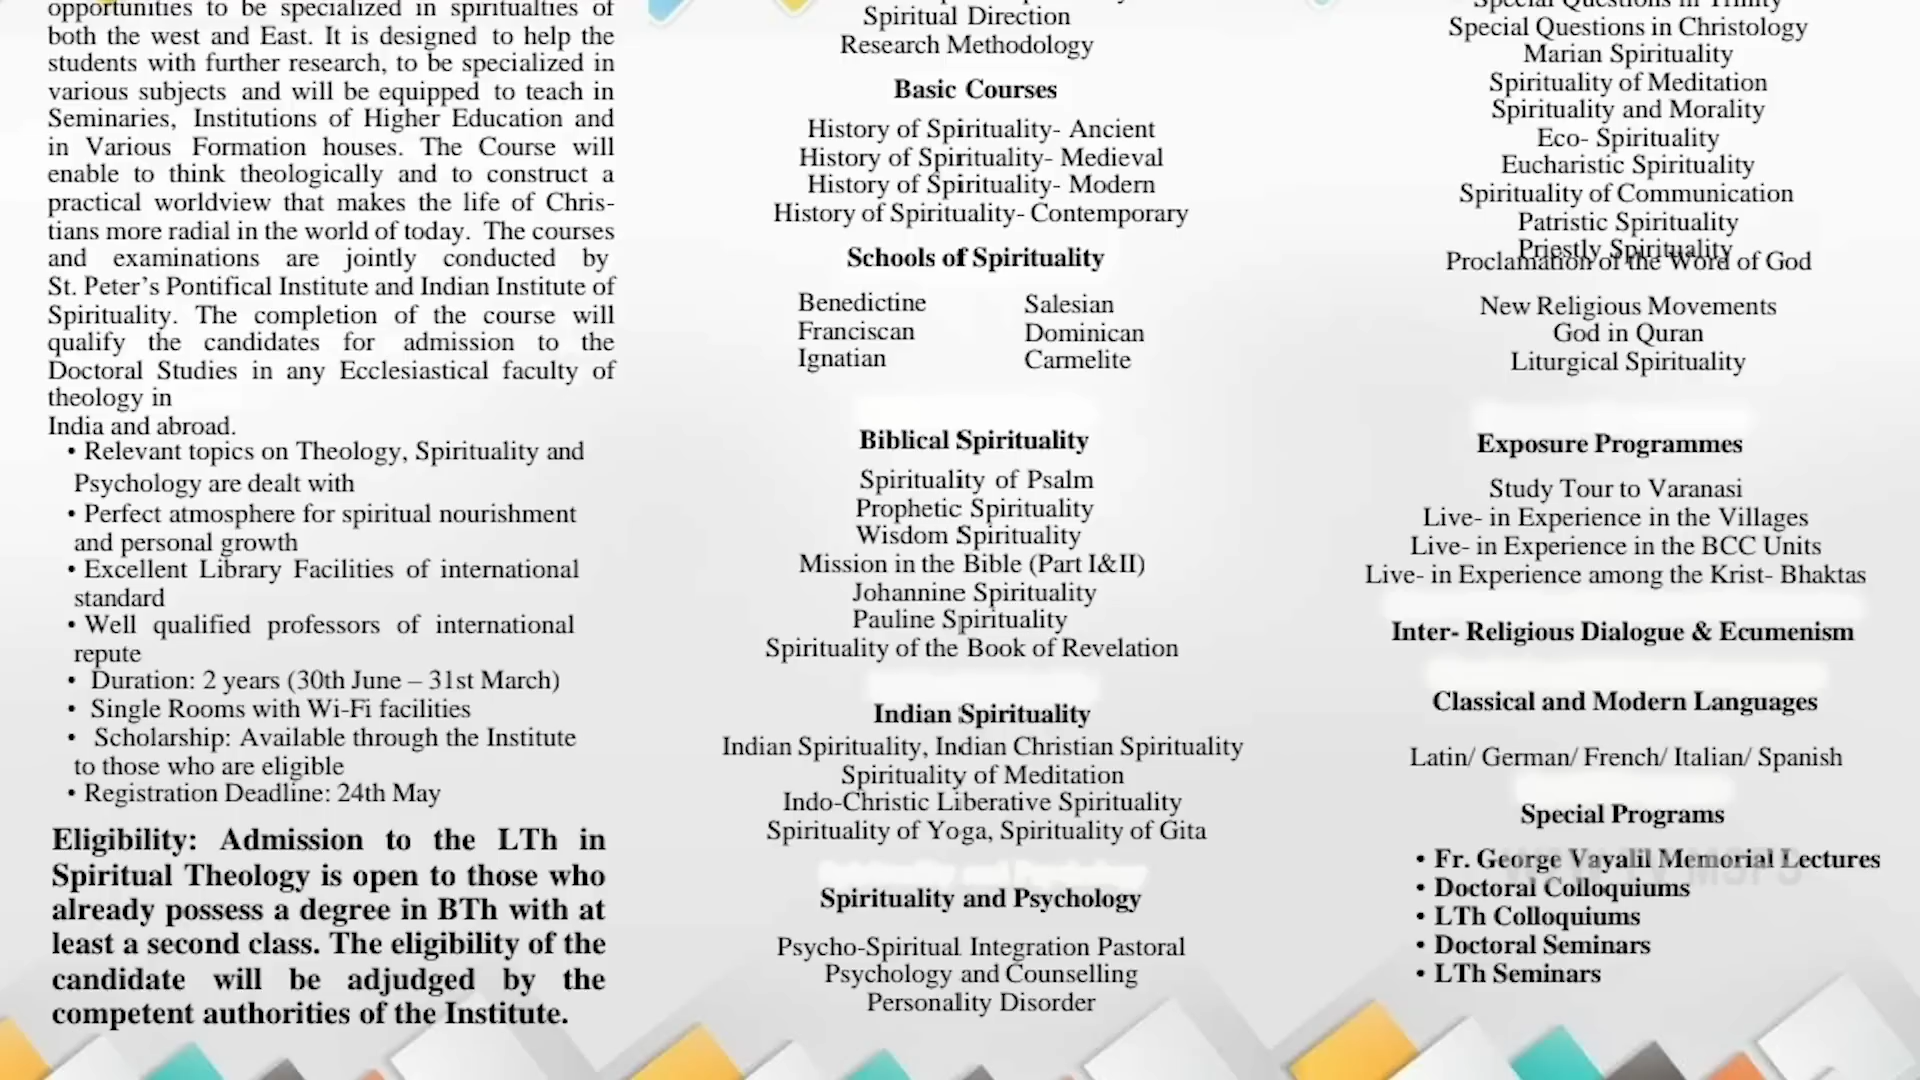 opportunities to be specialized in spiritualties of
both the west and East. It is designed to help the
students with further research, to be specialized in
various subjects and will be equipped to teach in
Seminaries, Institutions of Higher Education and
in Various Formation houses. The Course will
enable to think theologically and to construct a
practical worldview that makes the life of Chris-
tians more radial in the world of today. The courses
and examinations are jointly conducted by
St. Peter's Pontifical Institute and Indian Institute of
Spirituality. The completion of the course will
qualify the candidates for admission to the
Doctoral Studies in any Ecclesiastical faculty of
theology in
India and abroad.
• Relevant topics on Theology, Spirituality and
Psychology are dealt with
• Perfect atmosphere for spiritual nourishment
and personal growth
• Excellent Library Facilities of international
standard
• Well qualified professors of international
repute
• Duration: 2 years (30th June – 31st March)
• Single Rooms with Wi-Fi facilities
• Scholarship: Available through the Institute
to those who are eligible
• Registration Deadline: 24th May
Eligibility: Admission to the LTh in
Spiritual Theology is open to those who
already possess a degree in BTh with at
least a second class. The eligibility of the
candidate will be adjudged by the
competent authorities of the Institute.
Spiritual Direction
Research Methodology
Basic Courses
History of Spirituality- Ancient
History of Spirituality- Medieval
History of Spirituality- Modern
History of Spirituality- Contemporary
Schools of Spirituality
Benedictine Salesian
Franciscan Dominican
Ignatian Carmelite
Biblical Spirituality
Spirituality of Psalm
Prophetic Spirituality
Wisdom Spirituality
Mission in the Bible (Part I&II)
Johannine Spirituality
Pauline Spirituality
Spirituality of the Book of Revelation
Indian Spirituality
Indian Spirituality, Indian Christian Spirituality
Spirituality of Meditation
Indo-Christic Liberative Spirituality
Spirituality of Yoga, Spirituality of Gita
Spirituality and Psychology
Psycho-Spiritual Integration Pastoral
Psychology and Counselling
Personality Disorder
Special Questions in Trinity
Special Questions in Christology
Marian Spirituality
Spirituality of Meditation
Spirituality and Morality
Eco- Spirituality
Eucharistic Spirituality
Spirituality of Communication
Patristic Spirituality
Priestly Spirituality
Proclamation of the Word of God
New Religious Movements
God in Quran
Liturgical Spirituality
Exposure Programmes
Study Tour to Varanasi
Live- in Experience in the Villages
Live- in Experience in the BCC Units
Live- in Experience among the Krist- Bhaktas
Inter- Religious Dialogue & Ecumenism
Classical and Modern Languages
Latin/ German/ French/ Italian/ Spanish
Special Programs
• Fr. George Vayalil Memorial Lectures
• Doctoral Colloquiums
• LTh Colloquiums
• Doctoral Seminars
• LTh Seminars